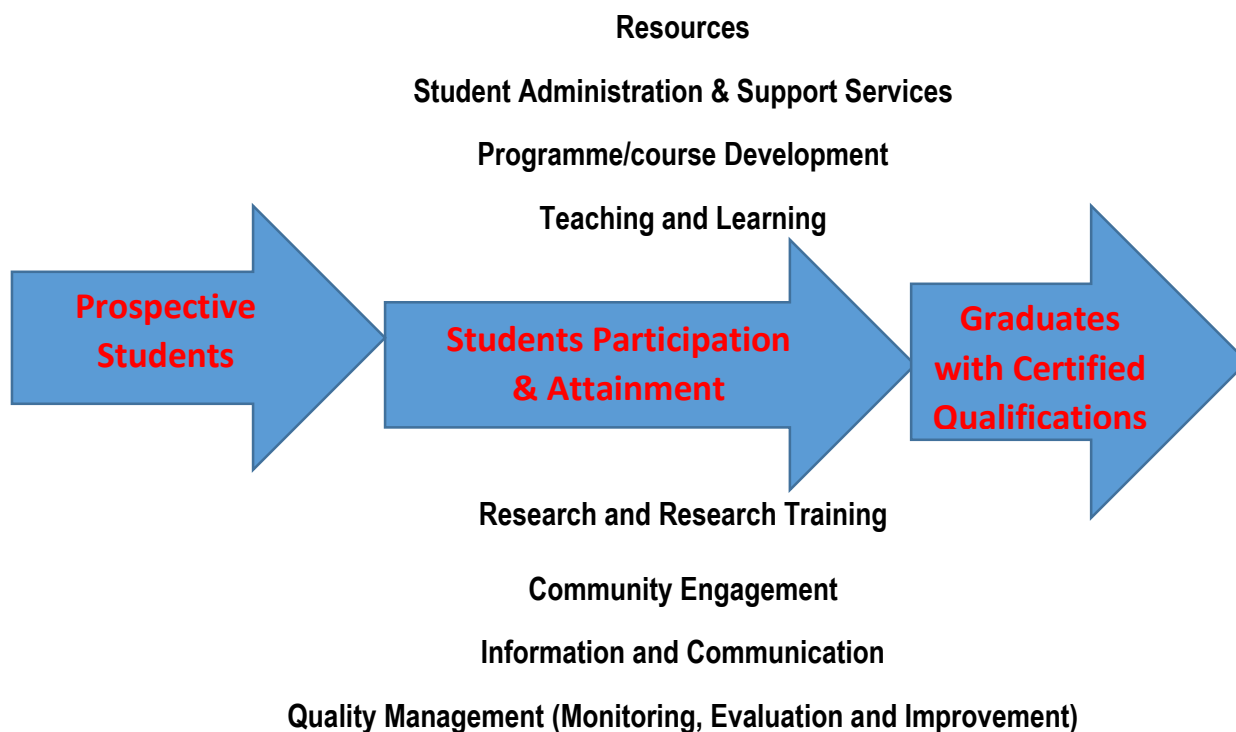 Resources
Student Administration & Support Services
Programme/course Development
Teaching and Learning
Prospective
Students
Students Participation
& Attainment
Graduates
with Certified
Qualifications
Research and Research Training
Community Engagement
Information and Communication
Quality Management (Monitoring, Evaluation and Improvement)